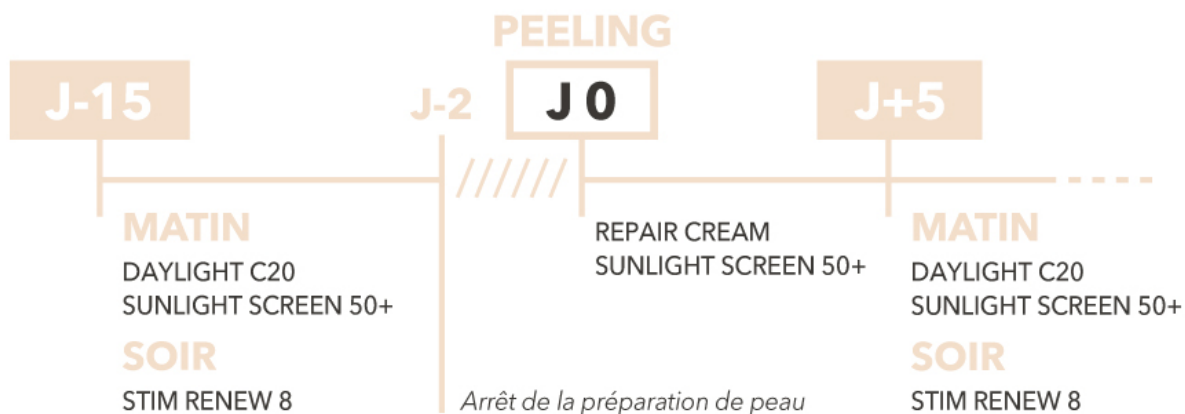 PEELING
J-15
J-2
J 0
J+5
MATIN
DAYLIGHT C20
SUNLIGHT SCREEN 50+
SOIR
STIM RENEW 8
Arrêt de la préparation de peau
REPAIR CREAM
SUNLIGHT SCREEN 50+
MATIN
DAYLIGHT C20
SUNLIGHT SCREEN 50+
SOIR
STIM RENEW 8